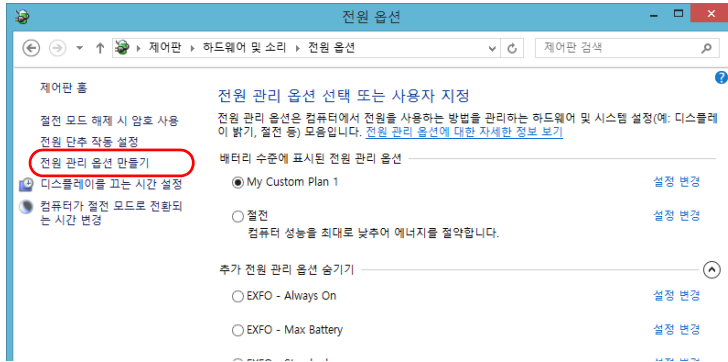 전원 옵션
제어판 하드웨어 및 소리 전원 옵션
제어판 검색
제어판 홈
절전 모드 해제 시 암호 사용
전원 단추 작동 설정
전원 관리 옵션 만들기
디스플레이를 끄는 시간 설정
컴퓨터가 절전 모드로 전환되
는 시간 변경
전원 관리 옵션 선택 또는 사용자 지정
전원 관리 옵션은 컴퓨터에서 전원을 사용하는 방법을 관리하는 하드웨어 및 시스템 설정(예: 디스플레
이 밝기, 절전 등) 모음입니다. 전원 관리 옵션에 대한 자세한 정보 보기
배터리 수준에 표시된 전원 관리 옵션
My Custom Plan 1 설정 변경
절전 설정 변경
컴퓨터 성능을 최대로 낮추어 에너지를 절약합니다.
추가 전원 관리 옵션 숨기기
EXFO - Always On 설정 변경
EXFO - Max Battery 설정 변경